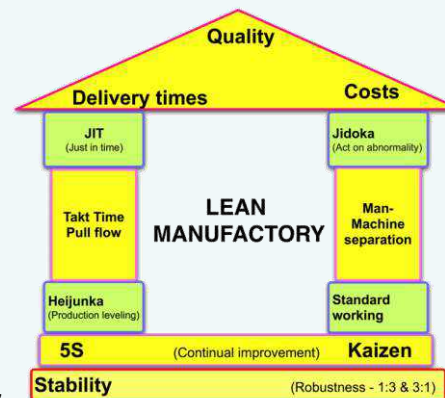 Quality
Delivery times Costs
JIT
(Just in time)
Jidoka
(Act on abnormality)
Takt Time
Pull flow
LEAN
MANUFACTORY
Man-
Machine
separation
Heijunka
(Production leveling)
Standard
working
5S (Continual improvement) Kaizen
Stability (Robustness - 1:3 & 3:1)